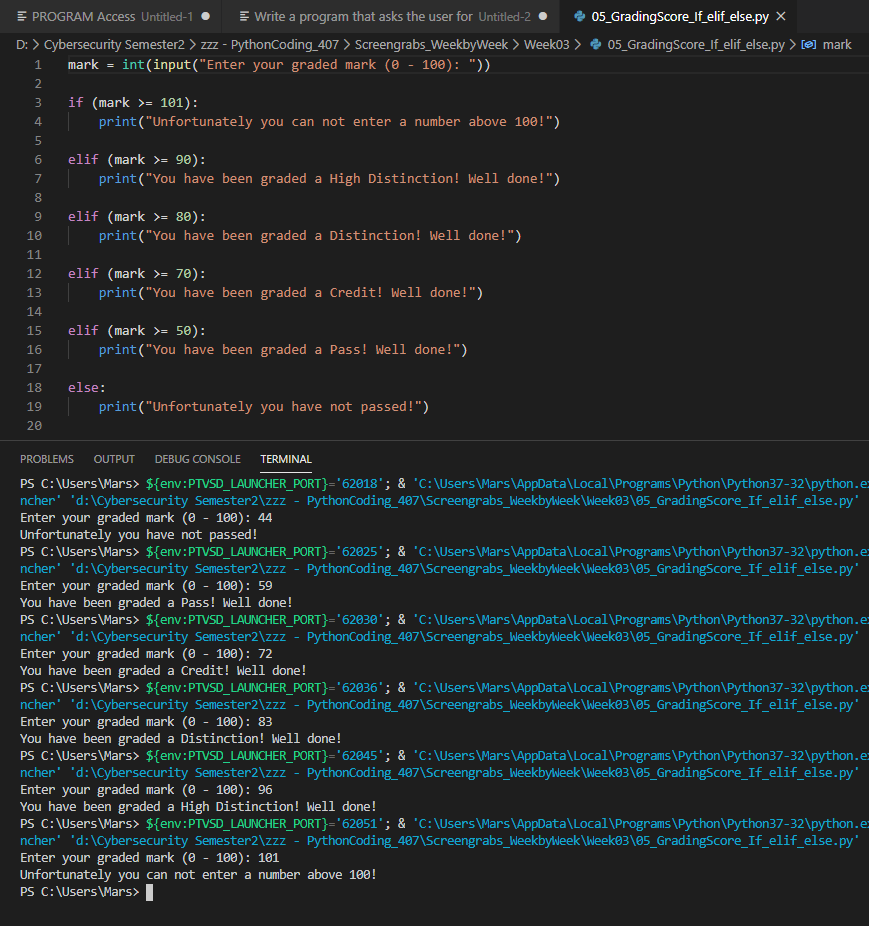 PROGRAM Access Untitled-1 Write a program that asks the user for Untitled-2 05_GradingScore_If_elif_else.py
D: > Cybersecurity Semester2 > zzz - PythonCoding_407 > Screengrabs_WeekbyWeek > Week03 > 05_GradingScore_If_elif_else.py > mark
1 mark = int(input("Enter your graded mark (0 - 100): "))
2
3 if (mark >= 101):
4 print("Unfortunately you can not enter a number above 100!")
5
6 elif (mark >= 90):
7 print("You have been graded a High Distinction! Well done!")
8
9 elif (mark >= 80):
10 print("You have been graded a Distinction! Well done!")
11
12 elif (mark >= 70):
13 print("You have been graded a Credit! Well done!")
14
15 elif (mark >= 50):
16 print("You have been graded a Pass! Well done!")
17
18 else:
19 print("Unfortunately you have not passed!")
20
PROBLEMS OUTPUT DEBUG CONSOLE TERMINAL
PS C:\Users\Mars> ${env:PTVSD_LAUNCHER_PORT}='62018'; & 'C:\Users\Mars\AppData\Local\Programs\Python\Python37-32\python.ex
ncher' 'd:\Cybersecurity Semester2\zzz - PythonCoding_407\Screengrabs_WeekbyWeek\Week03\05_GradingScore_If_elif_else.py'
Enter your graded mark (0 - 100): 44
Unfortunately you have not passed!
PS C:\Users\Mars> ${env:PTVSD_LAUNCHER_PORT}='62025'; & 'C:\Users\Mars\AppData\Local\Programs\Python\Python37-32\python.ex
ncher' 'd:\Cybersecurity Semester2\zzz - PythonCoding_407\Screengrabs_WeekbyWeek\Week03\05_GradingScore_If_elif_else.py'
Enter your graded mark (0 - 100): 59
You have been graded a Pass! Well done!
PS C:\Users\Mars> ${env:PTVSD_LAUNCHER_PORT}='62030'; & 'C:\Users\Mars\AppData\Local\Programs\Python\Python37-32\python.ex
ncher' 'd:\Cybersecurity Semester2\zzz - PythonCoding_407\Screengrabs_WeekbyWeek\Week03\05_GradingScore_If_elif_else.py'
Enter your graded mark (0 - 100): 72
You have been graded a Credit! Well done!
PS C:\Users\Mars> ${env:PTVSD_LAUNCHER_PORT}='62036'; & 'C:\Users\Mars\AppData\Local\Programs\Python\Python37-32\python.ex
ncher' 'd:\Cybersecurity Semester2\zzz - PythonCoding_407\Screengrabs_WeekbyWeek\Week03\05_GradingScore_If_elif_else.py'
Enter your graded mark (0 - 100): 83
You have been graded a Distinction! Well done!
PS C:\Users\Mars> ${env:PTVSD_LAUNCHER_PORT}='62045'; & 'C:\Users\Mars\AppData\Local\Programs\Python\Python37-32\python.ex
ncher' 'd:\Cybersecurity Semester2\zzz - PythonCoding_407\Screengrabs_WeekbyWeek\Week03\05_GradingScore_If_elif_else.py'
Enter your graded mark (0 - 100): 96
You have been graded a High Distinction! Well done!
PS C:\Users\Mars> ${env:PTVSD_LAUNCHER_PORT}='62051'; & 'C:\Users\Mars\AppData\Local\Programs\Python\Python37-32\python.ex
ncher' 'd:\Cybersecurity Semester2\zzz - PythonCoding_407\Screengrabs_WeekbyWeek\Week03\05_GradingScore_If_elif_else.py'
Enter your graded mark (0 - 100): 101
Unfortunately you can not enter a number above 100!
PS C:\Users\Mars>